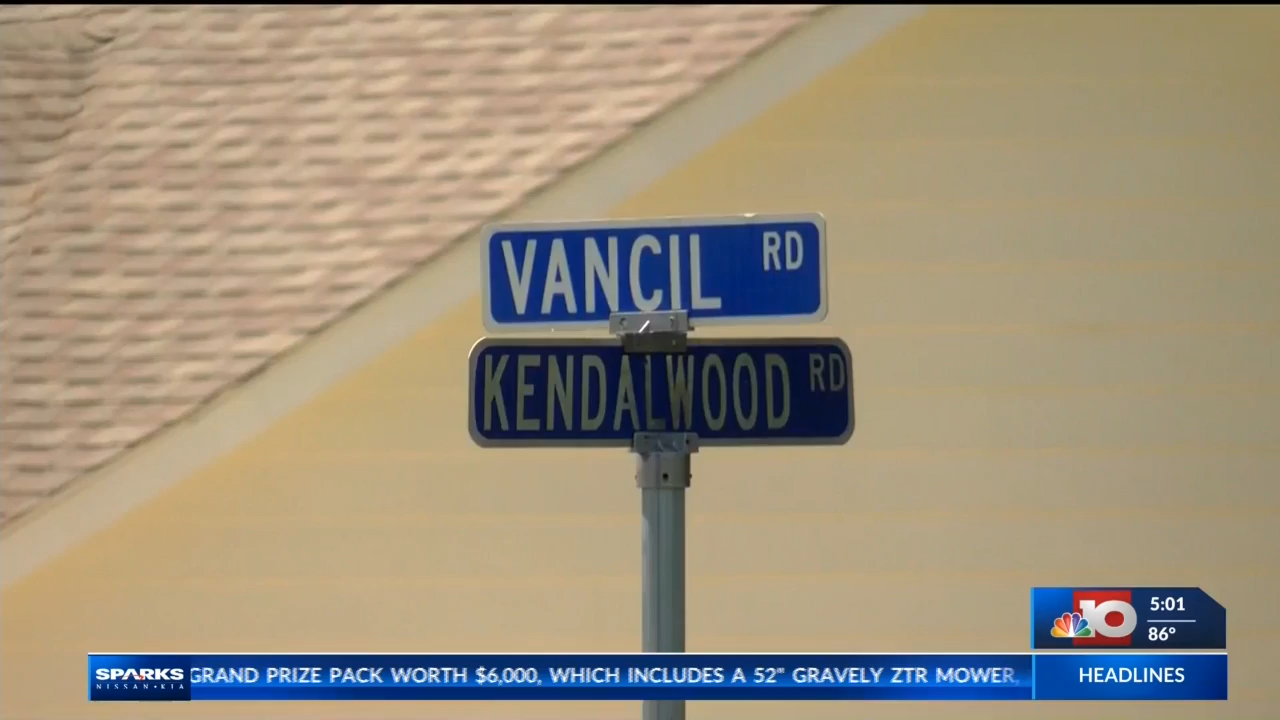 VANCIL RD
KENDALWOOD RD
10
5:01
86°
SPARKS
NISSAN•KIA
GRAND PRIZE PACK WORTH $6,000, WHICH INCLUDES A 52" GRAVELY ZTR MOWER,
HEADLINES